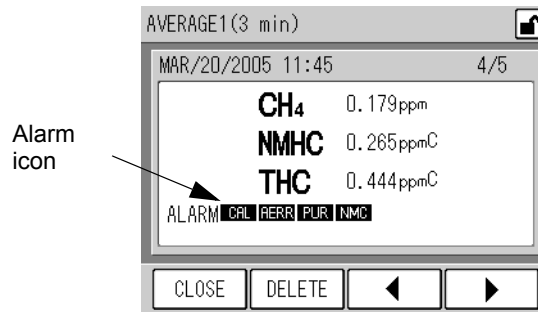 AVERAGE1(3 min)
MAR/20/2005 11:45 4/5
CH₄ 0.179ppm
NMHC 0.265ppmC
THC 0.444ppmC
Alarm
icon
ALARM CAL AERR PUR NMC
CLOSE DELETE